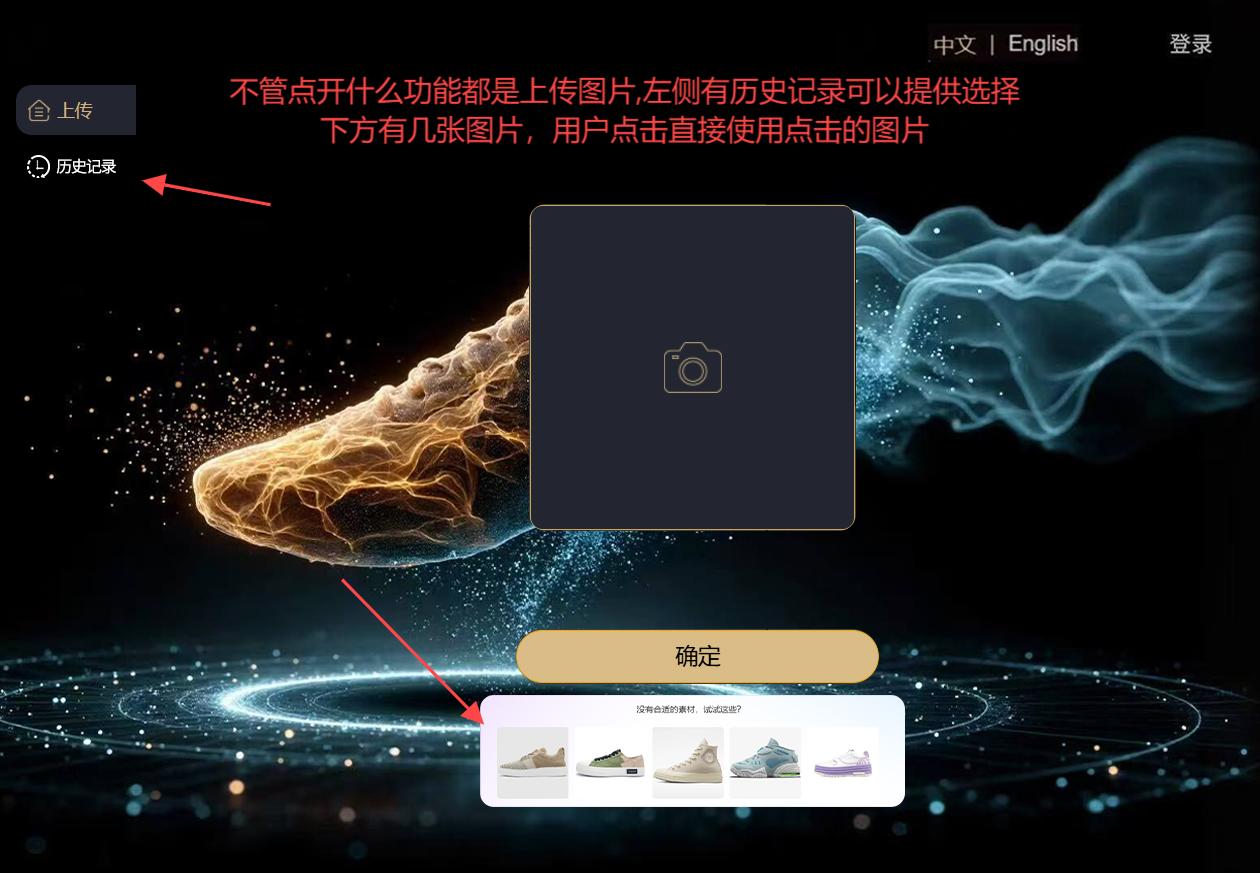 中文 | English
登录
不管点开什么功能都是上传图片,左侧有历史记录可以提供选择
下方有几张图片，用户点击直接使用点击的图片
上传
历史记录
确定
没有合适的素材，试试这些？